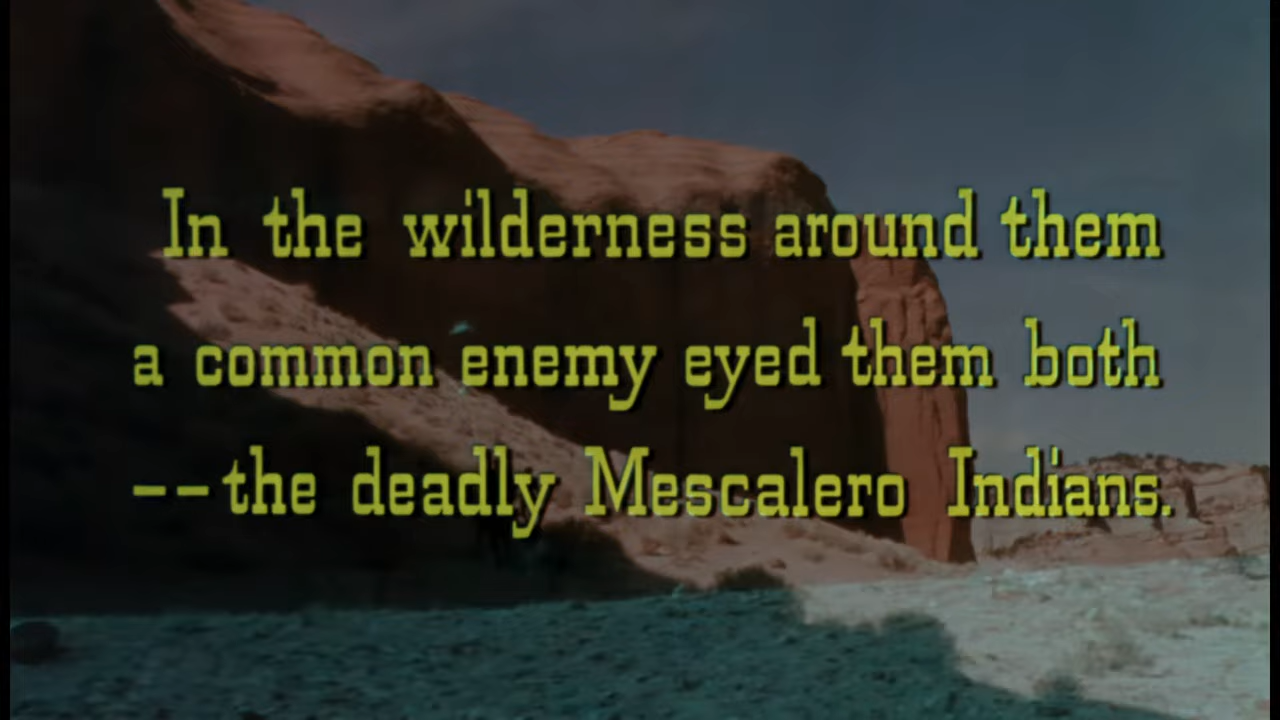 In the wilderness around them
a common enemy eyed them both
--the deadly Mescalero Indians.